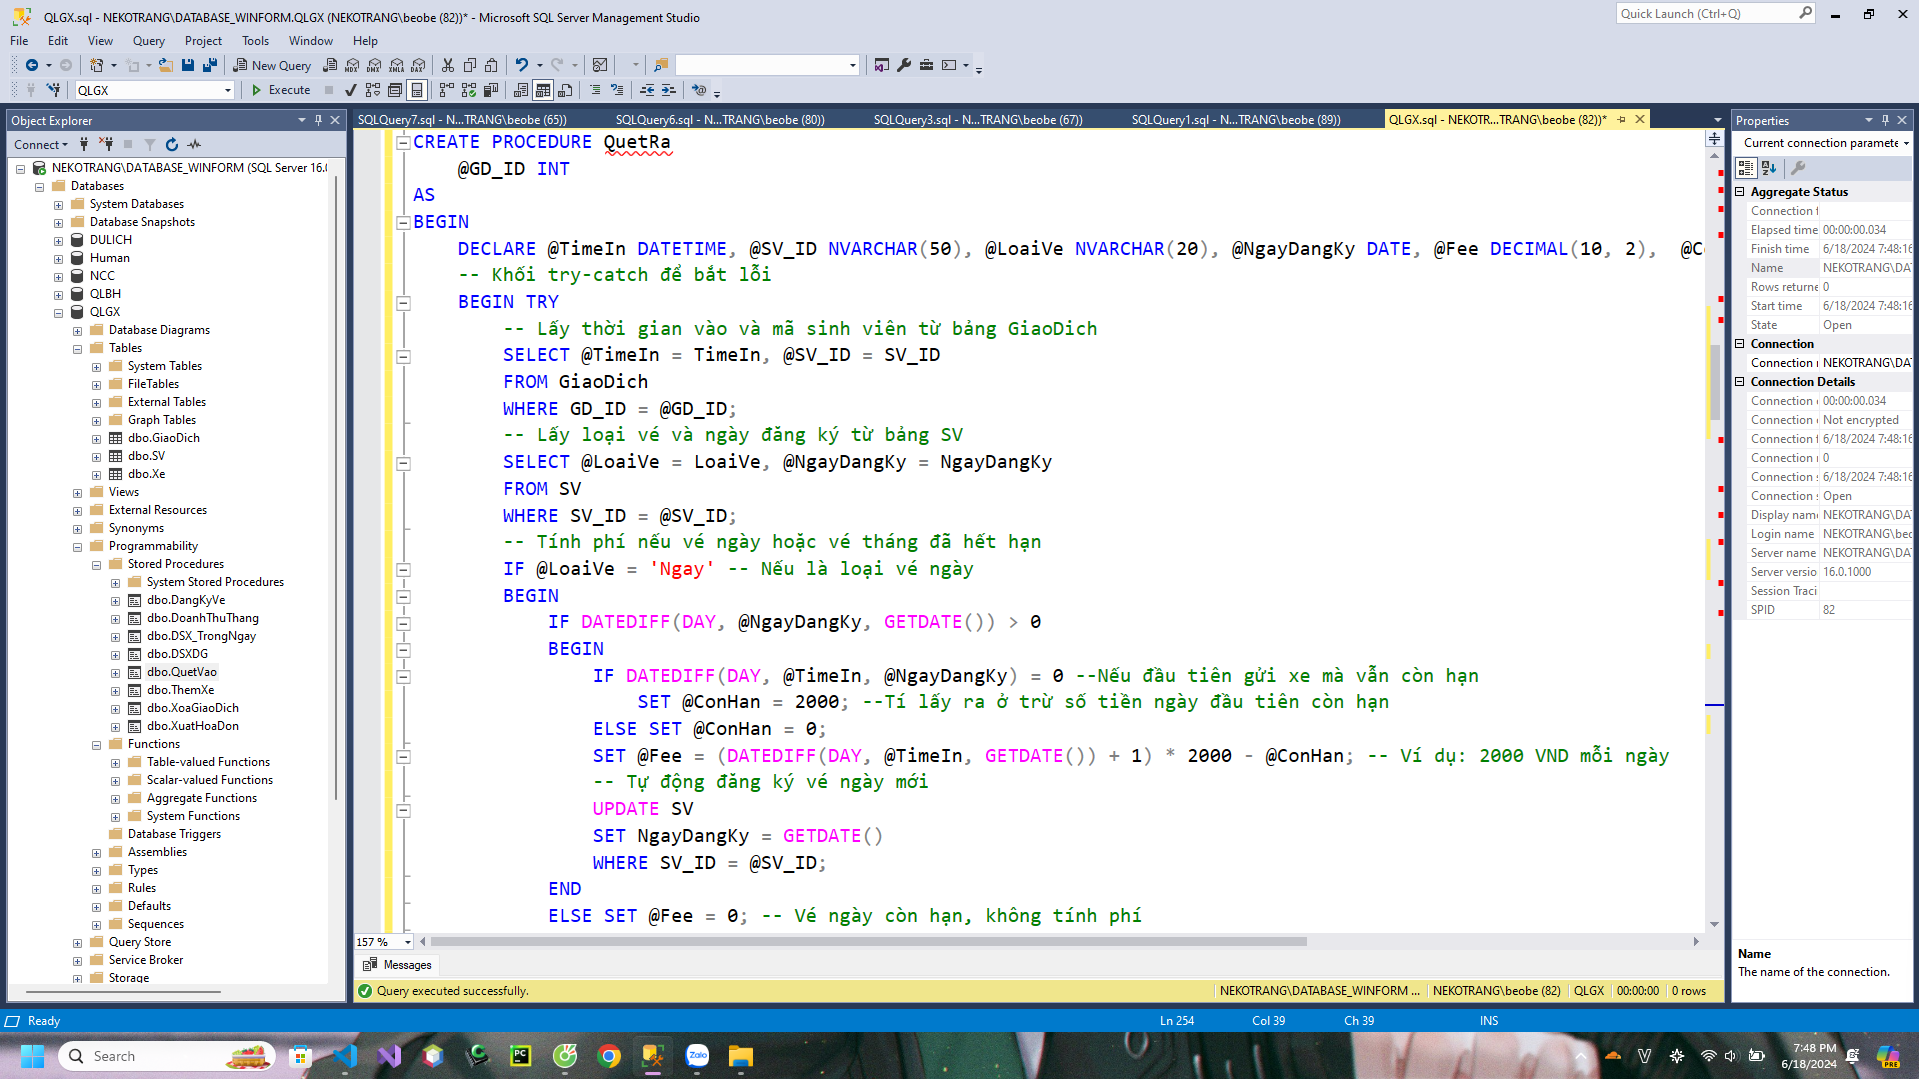 QLGX.sql - NEKOTRANG\DATABASE_WINFORM.QLGX (NEKOTRANG\beobe (82))* - Microsoft SQL Server Management Studio
Quick Launch (Ctrl+Q)
File Edit View Query Project Tools Window Help
New Query
QLGX Execute
Object Explorer
Connect
NEKOTRANG\DATABASE_WINFORM (SQL Server 16.0
Databases
System Databases
Database Snapshots
DULICH
Human
NCC
QLBH
QLGX
Database Diagrams
Tables
System Tables
FileTables
External Tables
Graph Tables
dbo.GiaoDich
dbo.SV
dbo.Xe
Views
External Resources
Synonyms
Programmability
Stored Procedures
System Stored Procedures
dbo.DangKyVe
dbo.DoanhThuThang
dbo.DSX_TrongNgay
dbo.DSXDG
dbo.QuetVao
dbo.ThemXe
dbo.XoaGiaoDich
dbo.XuatHoaDon
Functions
Table-valued Functions
Scalar-valued Functions
Aggregate Functions
System Functions
Database Triggers
Assemblies
Types
Rules
Defaults
Sequences
Query Store
Service Broker
Storage
SQLQuery7.sql - N...TRANG\beobe (65)) SQLQuery6.sql - N...TRANG\beobe (80)) SQLQuery3.sql - N...TRANG\beobe (67)) SQLQuery1.sql - N...TRANG\beobe (89)) QLGX.sql - NEKOTR...TRANG\beobe (82))*
CREATE PROCEDURE QuetRa
@GD_ID INT
AS
BEGIN
DECLARE @TimeIn DATETIME, @SV_ID NVARCHAR(50), @LoaiVe NVARCHAR(20), @NgayDangKy DATE, @Fee DECIMAL(10, 2), @Co
-- Khối try-catch để bắt lỗi
BEGIN TRY
-- Lấy thời gian vào và mã sinh viên từ bảng GiaoDich
SELECT @TimeIn = TimeIn, @SV_ID = SV_ID
FROM GiaoDich
WHERE GD_ID = @GD_ID;
-- Lấy loại vé và ngày đăng ký từ bảng SV
SELECT @LoaiVe = LoaiVe, @NgayDangKy = NgayDangKy
FROM SV
WHERE SV_ID = @SV_ID;
-- Tính phí nếu vé ngày hoặc vé tháng đã hết hạn
IF @LoaiVe = 'Ngay' -- Nếu là loại vé ngày
BEGIN
IF DATEDIFF(DAY, @NgayDangKy, GETDATE()) > 0
BEGIN
IF DATEDIFF(DAY, @TimeIn, @NgayDangKy) = 0 --Nếu đầu tiên gửi xe mà vẫn còn hạn
SET @ConHan = 2000; --Tí lấy ra ở trừ số tiền ngày đầu tiên còn hạn
ELSE SET @ConHan = 0;
SET @Fee = (DATEDIFF(DAY, @TimeIn, GETDATE()) + 1) * 2000 - @ConHan; -- Ví dụ: 2000 VND mỗi ngày
-- Tự động đăng ký vé ngày mới
UPDATE SV
SET NgayDangKy = GETDATE()
WHERE SV_ID = @SV_ID;
END
ELSE SET @Fee = 0; -- Vé ngày còn hạn, không tính phí
157 %
Messages
Query executed successfully. NEKOTRANG\DATABASE_WINFORM ... NEKOTRANG\beobe (82) QLGX 00:00:00 0 rows
Properties
Current connection paramete
Aggregate Status
Connection f
Elapsed time 00:00:00.034
Finish time 6/18/2024 7:48:16
Name NEKOTRANG\DA
Rows returne 0
Start time 6/18/2024 7:48:16
State Open
Connection
Connection n NEKOTRANG\DA
Connection Details
Connection e 00:00:00.034
Connection e Not encrypted
Connection f 6/18/2024 7:48:16
Connection r 0
Connection s 6/18/2024 7:48:16
Connection s Open
Display name NEKOTRANG\DA
Login name NEKOTRANG\beo
Server name NEKOTRANG\DA
Server versio 16.0.1000
Session Traci
SPID 82
Name
The name of the connection.
Ready Ln 254 Col 39 Ch 39 INS
Search
Zalo
7:48 PM
6/18/2024
PRE